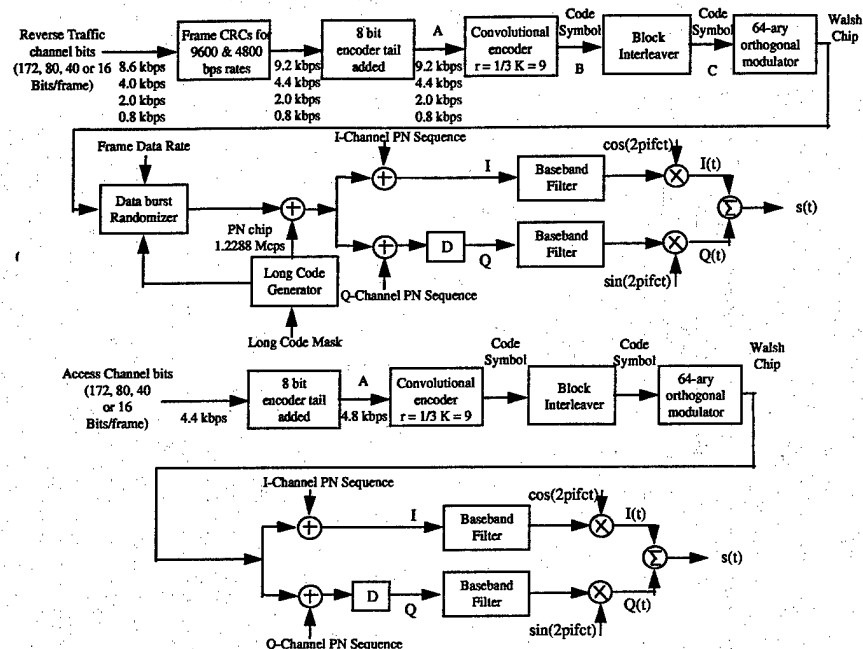 Reverse Traffic
channel bits
(172, 80, 40 or 16
Bits/frame)
8.6 kbps
4.0 kbps
2.0 kbps
0.8 kbps
Frame CRCs for
9600 & 4800
bps rates
9.2 kbps
4.4 kbps
2.0 kbps
0.8 kbps
8 bit
encoder tail
added
A
9.2 kbps
4.4 kbps
2.0 kbps
0.8 kbps
Convolutional
encoder
r = 1/3 K = 9
Code
Symbol
B
Block
Interleaver
Code
Symbol
C
64-ary
orthogonal
modulator
Walsh
Chip
Frame Data Rate
Data burst
Randomizer
PN chip
1.2288 Mcps
Long Code
Generator
Long Code Mask
I-Channel PN Sequence
I
Baseband
Filter
cos(2pifct)
I(t)
D
Q
Baseband
Filter
Q(t)
sin(2pifct)
Q-Channel PN Sequence
Σ
s(t)
Access Channel bits
(172, 80, 40
or 16
Bits/frame)
4.4 kbps
8 bit
encoder tail
added
A
4.8 kbps
Convolutional
encoder
r = 1/3 K = 9
Code
Symbol
Block
Interleaver
Code
Symbol
64-ary
orthogonal
modulator
Walsh
Chip
I-Channel PN Sequence
I
Baseband
Filter
cos(2pifct)
I(t)
D
Q
Baseband
Filter
Q(t)
sin(2pifct)
Q-Channel PN Sequence
Σ
s(t)